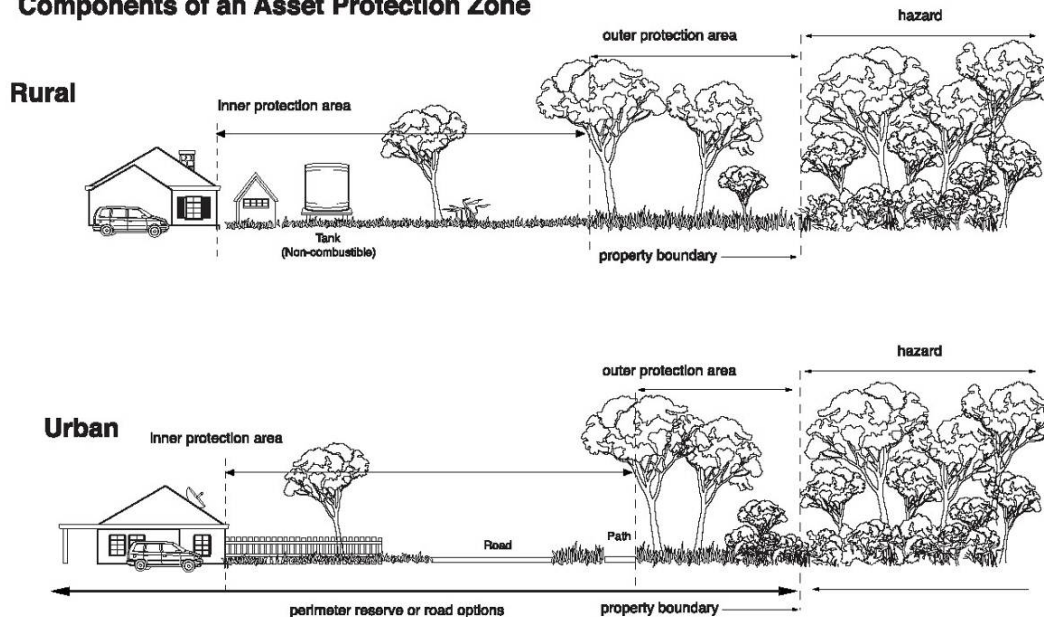 Components of an Asset Protection Zone
hazard
outer protection area
Rural
Inner protection area
Tank
(Non-combustible)
property boundary
hazard
outer protection area
Urban
Inner protection area
Road
Path
perimeter reserve or road options
property boundary